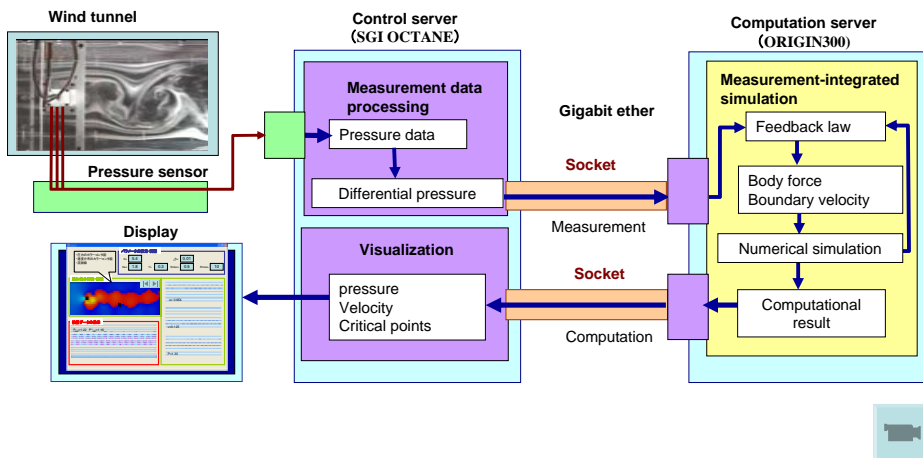 Wind tunnel
Control server
(SGI OCTANE)
Computation server
(ORIGIN300)
Measurement data
processing
Pressure data
Differential pressure
Gigabit ether
Measurement-integrated
simulation
Feedback law
Body force
Boundary velocity
Numerical simulation
Computational
result
Pressure sensor
Socket
Measurement
Display
Visualization
pressure
Velocity
Critical points
Socket
Computation